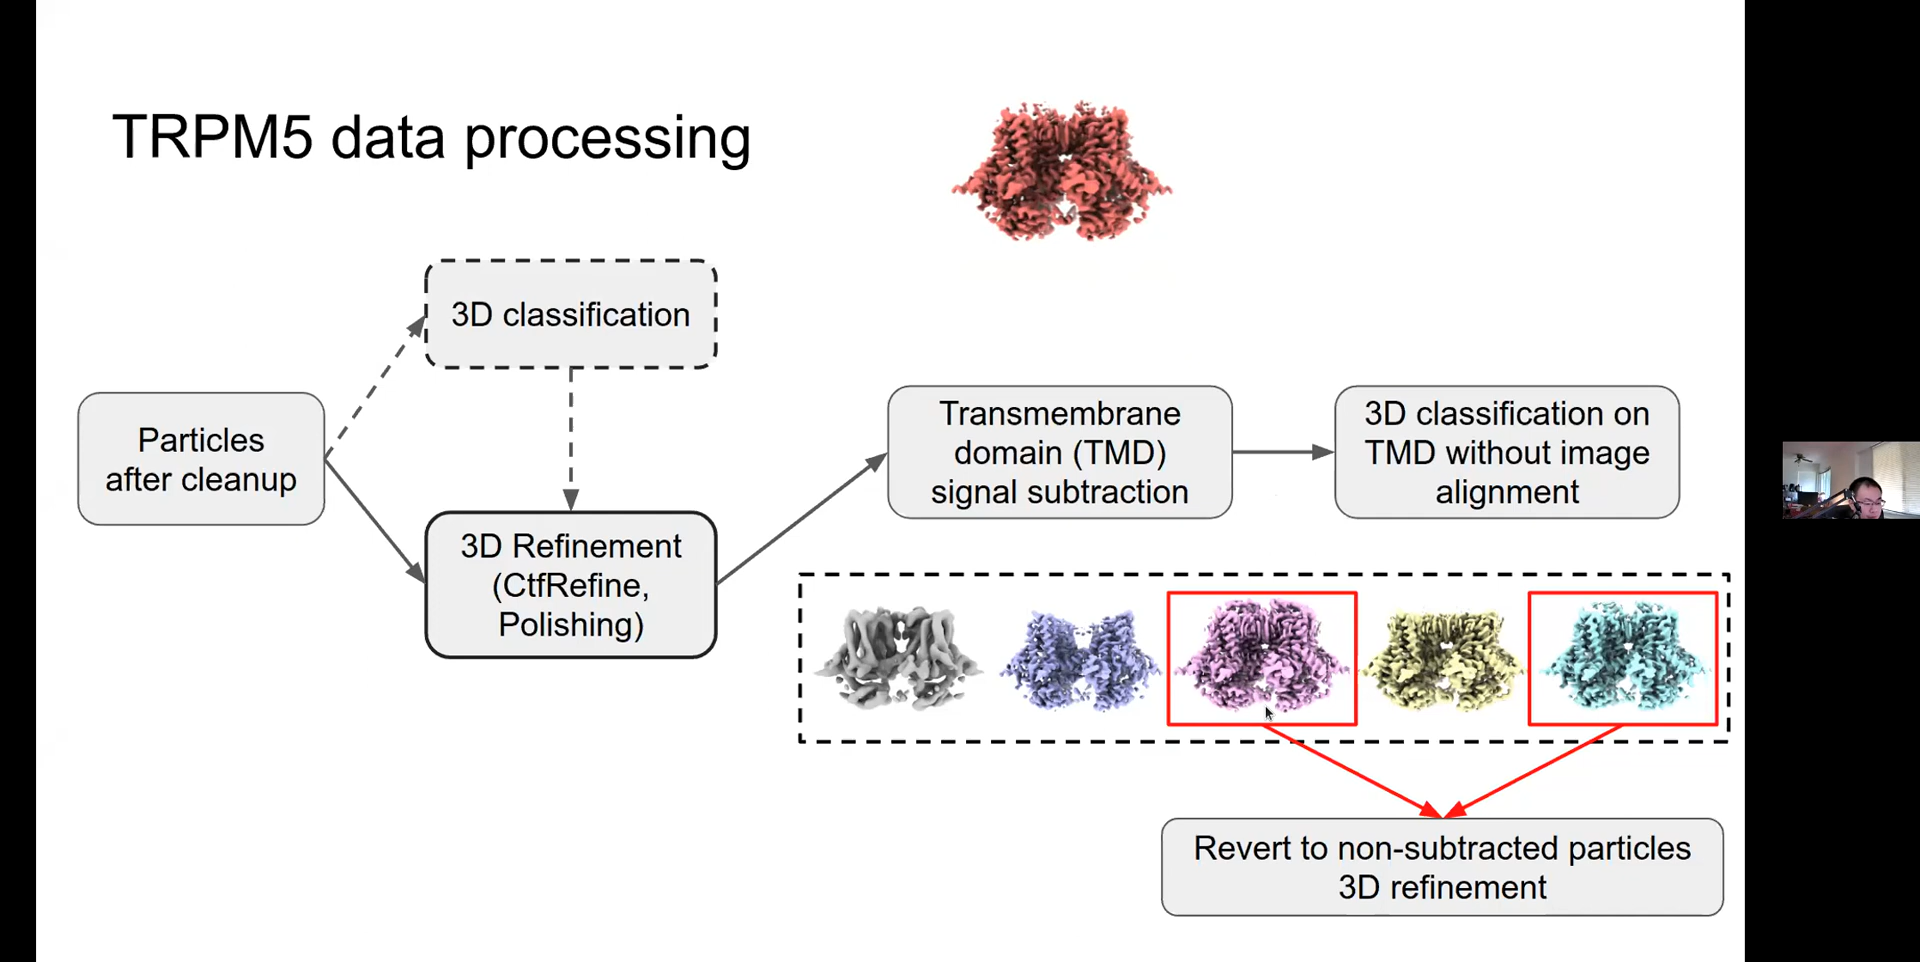 TRPM5 data processing
3D classification
Particles
after cleanup
3D Refinement
(CtfRefine,
Polishing)
Transmembrane
domain (TMD)
signal subtraction
3D classification on
TMD without image
alignment
Revert to non-subtracted particles
3D refinement